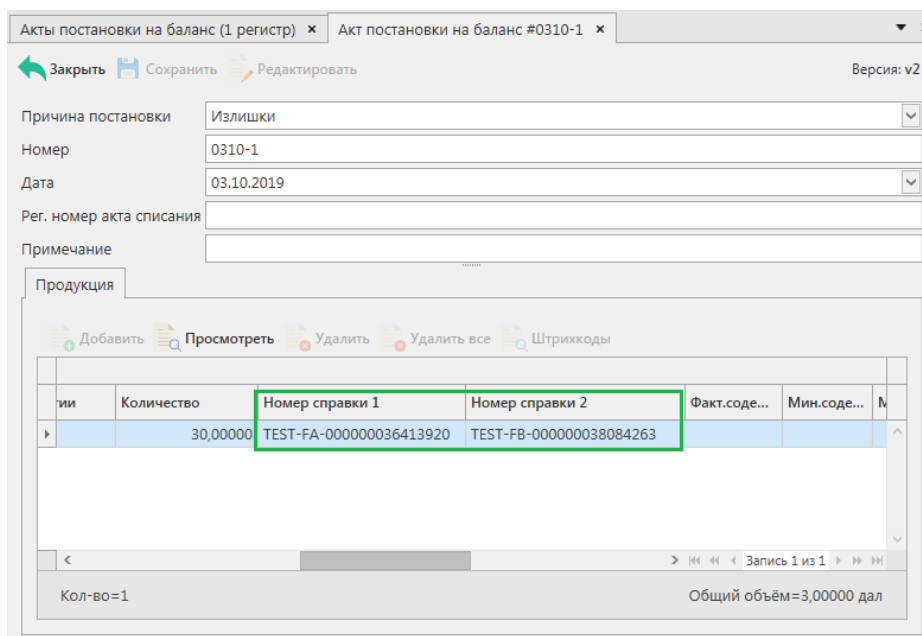 Акты постановки на баланс (1 регистр) × Акт постановки на баланс #0310-1 ×
Закрыть Сохранить Редактировать Версия: v2
Причина постановки Излишки
Номер 0310-1
Дата 03.10.2019
Рег. номер акта списания
Примечание
Продукция
Добавить Просмотреть Удалить Удалить все Штрихкоды
Количество Номер справки 1 Номер справки 2 Факт.соде... Мин.соде...
30,00000 TEST-FA-000000036413920 TEST-FB-000000038084263
Запись 1 из 1
Кол-во=1 Общий объём=3,00000 дал